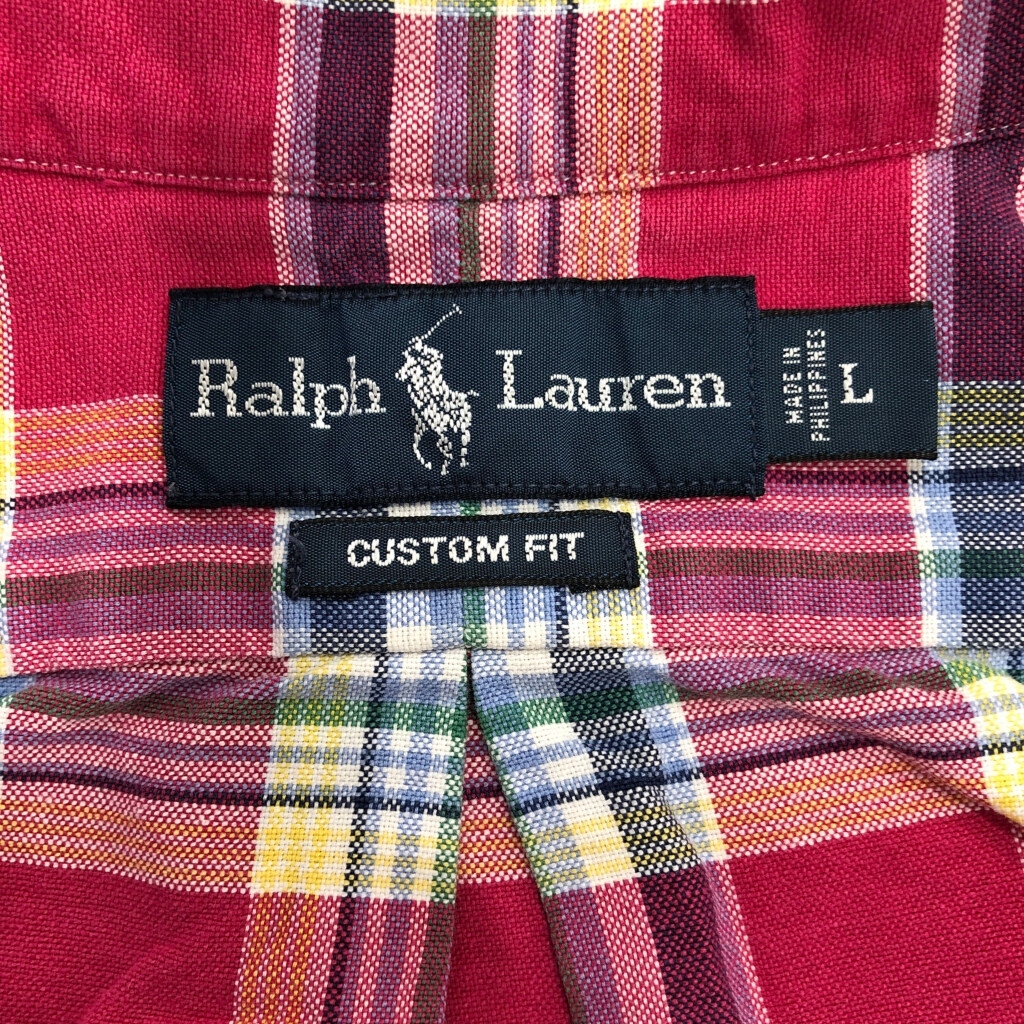 Ralph Lauren
MADE IN
PHILIPPINES
L
CUSTOM FIT